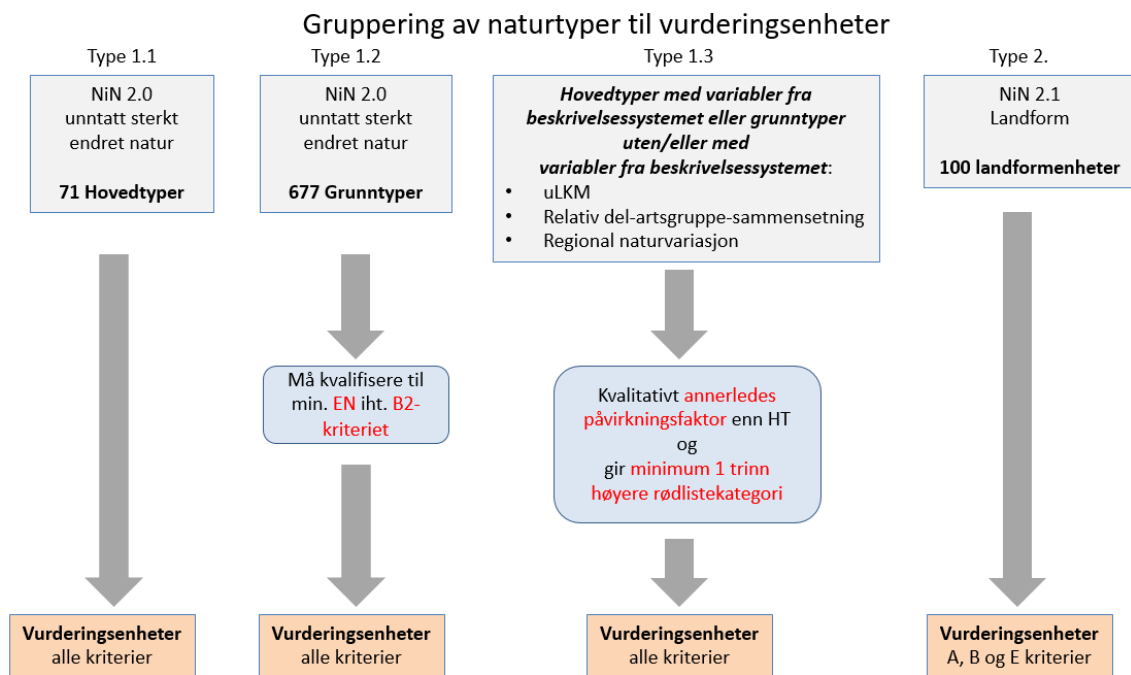 Gruppering av naturtyper til vurderingsenheter
Type 1.1
NiN 2.0
unntatt sterkt
endret natur
71 Hovedtyper
Vurderingsenheter
alle kriterier
Type 1.2
NiN 2.0
unntatt sterkt
endret natur
677 Grunntyper
Må kvalifisere til
min. EN iht. B2-
kriteriet
Vurderingsenheter
alle kriterier
Type 1.3
Hovedtyper med variabler fra
beskrivelsessystemet eller grunntyper
uten/eller med
variabler fra beskrivelsessystemet:
• uLKM
• Relativ del-artsgruppe-sammensetning
• Regional naturvariasjon
Kvalitativt annerledes
påvirkningsfaktor enn HT
og
gir minimum 1 trinn
høyere rødlistekategori
Vurderingsenheter
alle kriterier
Type 2.
NiN 2.1
Landform
100 landformenheter
Vurderingsenheter
A, B og E kriterier